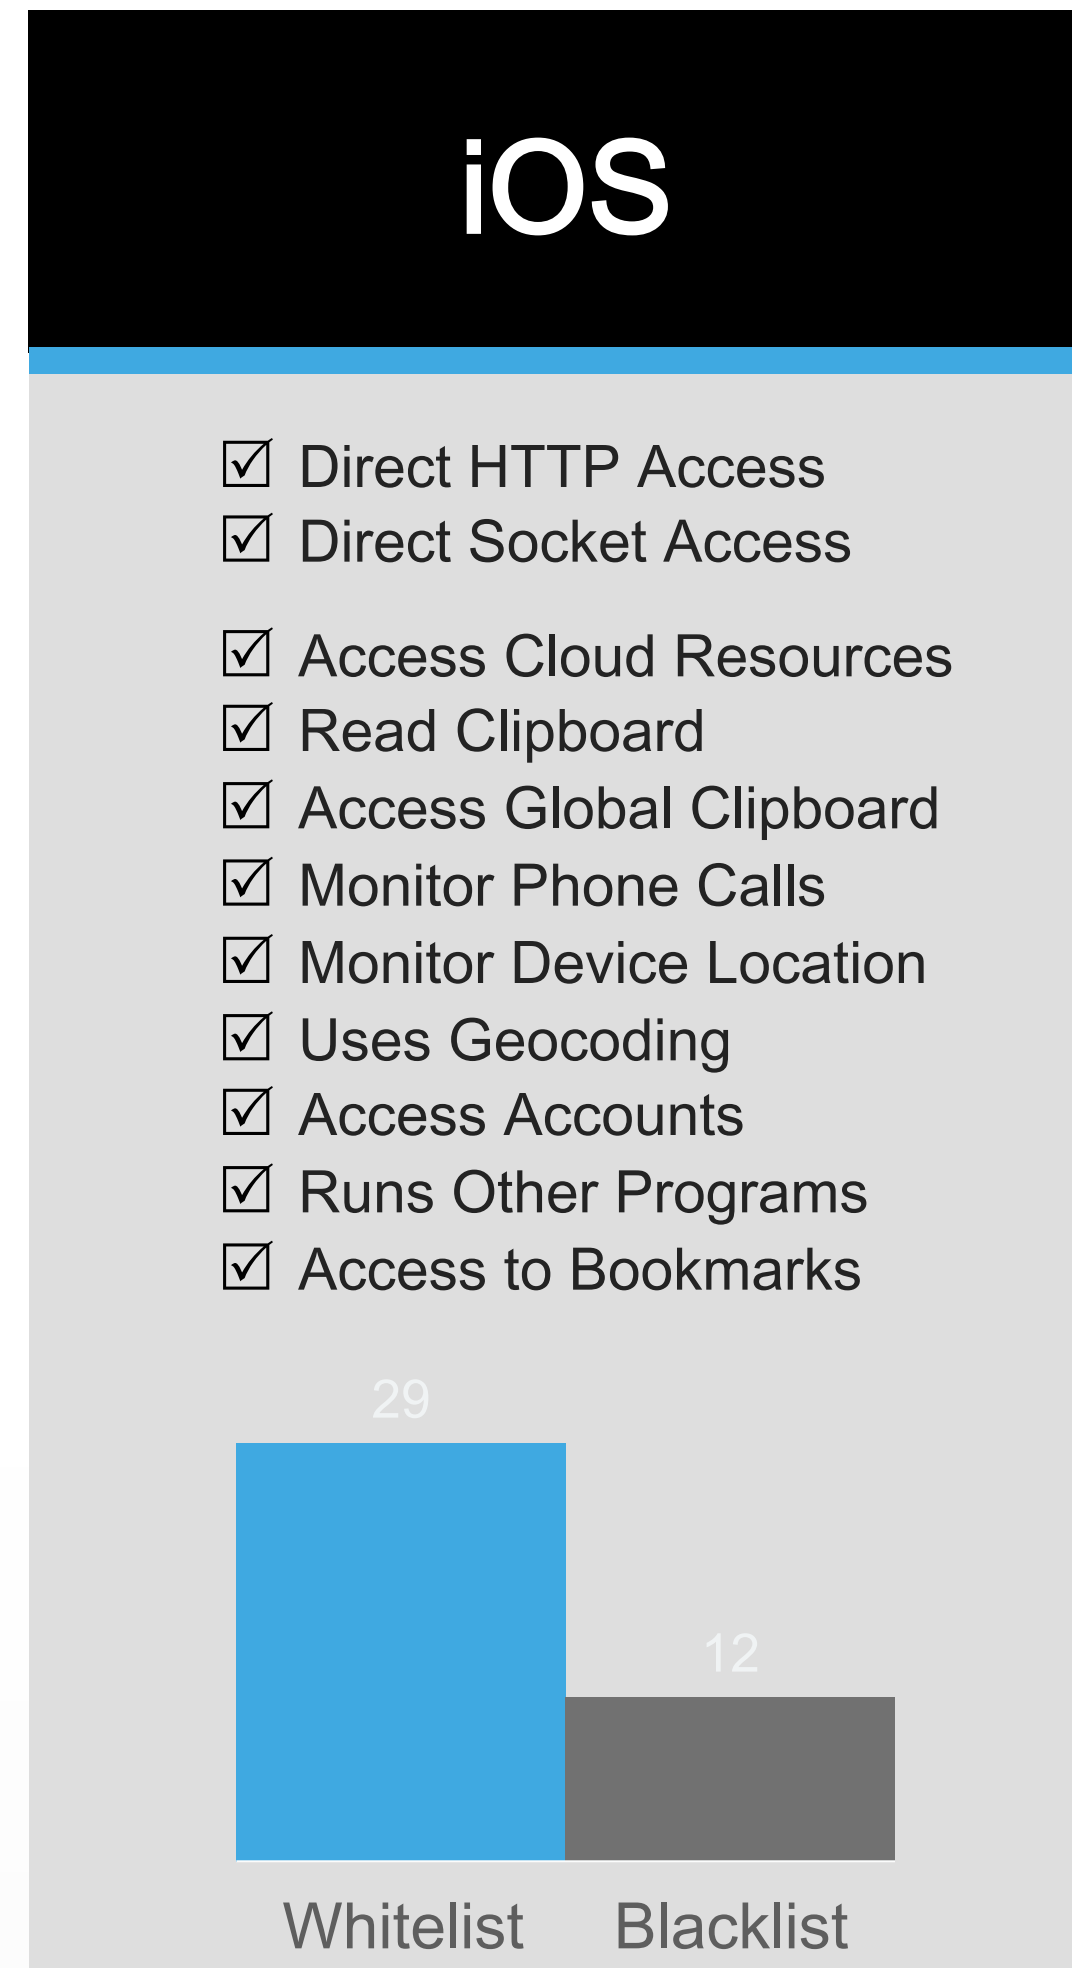 iOS
Direct HTTP Access
Direct Socket Access
Access Cloud Resources
Read Clipboard
Access Global Clipboard
Monitor Phone Calls
Monitor Device Location
Uses Geocoding
Access Accounts
Runs Other Programs
Access to Bookmarks
29
12
Whitelist Blacklist